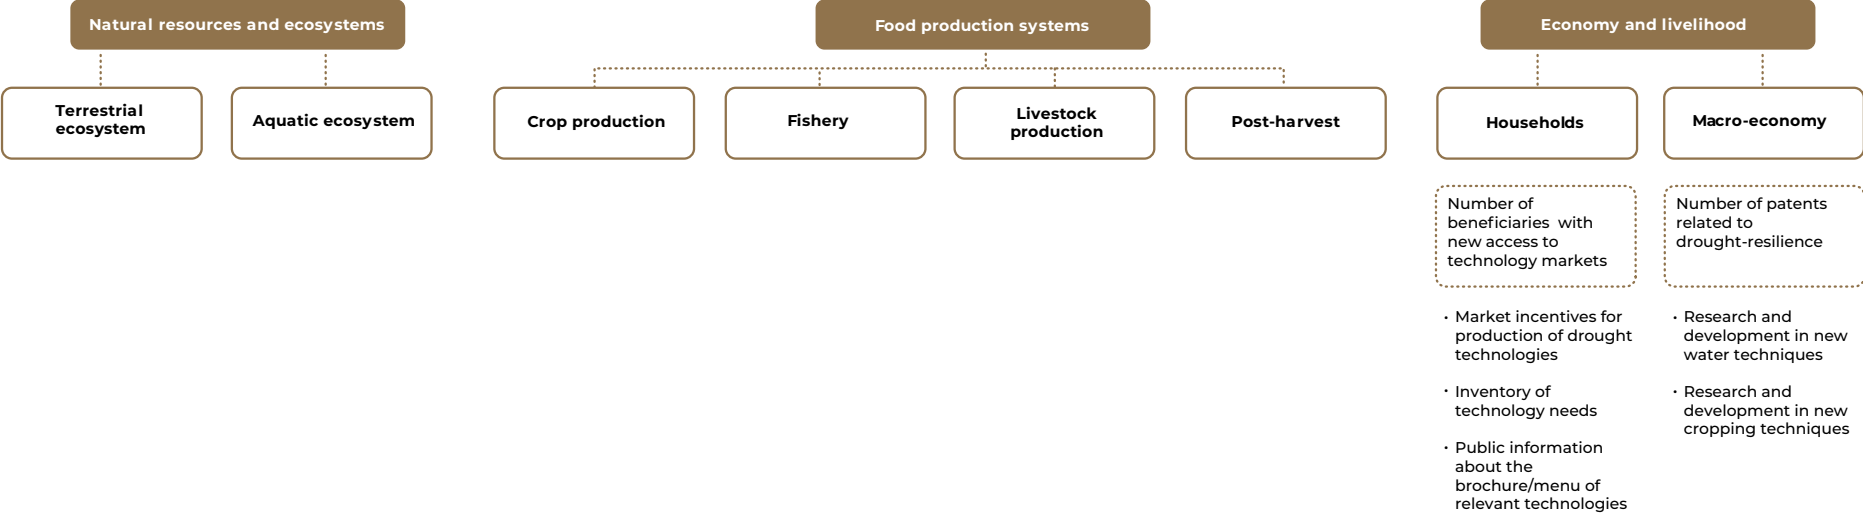 Natural resources and ecosystems
Food production systems
Economy and livelihood
Terrestrial
ecosystem
Aquatic ecosystem
Crop production
Fishery
Livestock
production
Post-harvest
Households
Macro-economy
Number of
beneficiaries with
new access to
technology markets
Number of patents
related to
drought-resilience
· Market incentives for
production of drought
technologies
· Inventory of
technology needs
· Public information
about the
brochure/menu of
relevant technologies
· Research and
development in new
water techniques
· Research and
development in new
cropping techniques